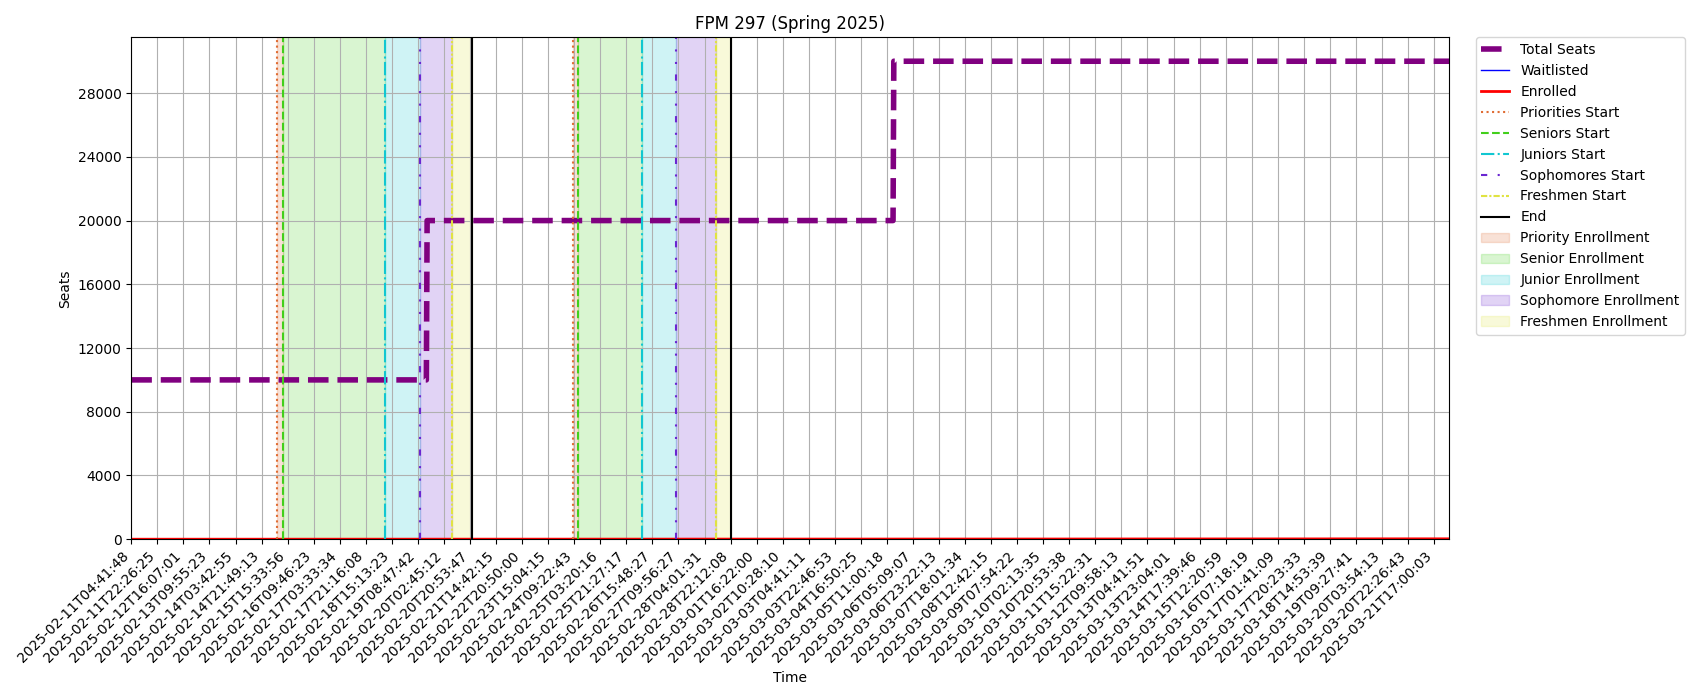 FPM 297 (Spring 2025)
Seats
28000
24000
20000
16000
12000
8000
4000
0
2025-02-11T04:41:48
2025-02-11T22:26:25
2025-02-12T16:07:01
2025-02-13T09:55:23
2025-02-14T03:42:55
2025-02-14T21:49:13
2025-02-15T15:33:56
2025-02-16T09:46:23
2025-02-17T03:33:34
2025-02-17T21:16:08
2025-02-18T15:13:23
2025-02-19T08:47:42
2025-02-20T02:45:12
2025-02-20T20:53:47
2025-02-21T14:42:15
2025-02-22T20:50:00
2025-02-23T15:04:15
2025-02-24T09:22:43
2025-02-25T03:20:16
2025-02-25T21:27:17
2025-02-26T15:48:27
2025-02-27T09:56:27
2025-02-28T04:01:31
2025-02-28T22:12:08
2025-03-01T16:22:00
2025-03-02T10:28:10
2025-03-03T04:41:11
2025-03-03T22:46:53
2025-03-04T16:50:25
2025-03-05T11:00:18
2025-03-06T05:09:07
2025-03-06T23:22:13
2025-03-07T18:01:34
2025-03-08T12:42:15
2025-03-09T07:54:22
2025-03-10T02:13:35
2025-03-10T20:53:38
2025-03-11T15:22:31
2025-03-12T09:58:13
2025-03-13T04:41:51
2025-03-13T23:04:01
2025-03-14T17:39:46
2025-03-15T12:20:59
2025-03-16T07:18:19
2025-03-17T01:41:09
2025-03-17T20:23:33
2025-03-18T14:53:39
2025-03-19T09:27:41
2025-03-20T03:54:13
2025-03-20T22:26:43
2025-03-21T17:00:03
Time
Total Seats
Waitlisted
Enrolled
Priorities Start
Seniors Start
Juniors Start
Sophomores Start
Freshmen Start
End
Priority Enrollment
Senior Enrollment
Junior Enrollment
Sophomore Enrollment
Freshmen Enrollment